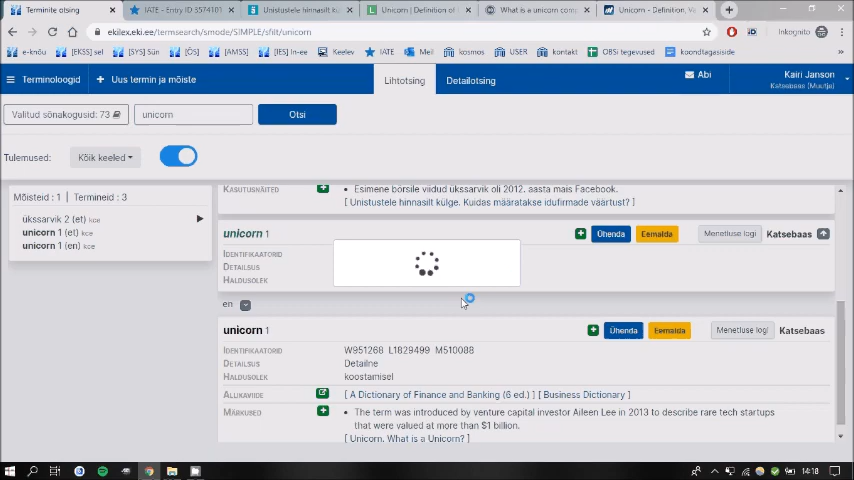 Terminite otsing
IATE - Entry ID 3574101
Unistustele hinnasilt kü
Unicorn | Definition of
What is a unicorn com
Unicorn - Definition, V
ekilex.eki.ee/termsearch/smode/SIMPLE/sfilt/unicorn
Inkognito
e-knõu
[EKSS] sel
[SYS] Sün
[ÕS]
[AMSS]
[IES] In-ee
Keelev
IATE
Meil
kosmos
USER
kontakt
OBSi tegevused
koondtagasiside
Terminoloogid
Uus termin ja mõiste
Lihtotsing
Detailotsing
Abi
Kairi Janson
Katsebaas (Muutja)
Valitud sõnakogusid: 73
unicorn
Otsi
Tulemused:
Kõik keeled
Mõisteid : 1 | Termineid : 3
ükssarvik 2 (et) kce
unicorn 1 (et) kce
unicorn 1 (en) kce
Kasutusnäited
• Esimene börsile viidud ükssarvik oli 2012. aasta mais Facebook.
[ Unistustele hinnasilt külge. Kuidas määratakse idufirmade väärtust? ]
unicorn 1
Ühenda
Eemalda
Menetluse logi
Katsebaas
Identifikaatorid
Detailsus
Haldusolek
en
unicorn 1
Ühenda
Eemalda
Menetluse logi
Katsebaas
Identifikaatorid W951268 L1829499 M510088
Detailsus Detailne
Haldusolek koostamisel
Allikaviide [ A Dictionary of Finance and Banking (6 ed.) ] [ Business Dictionary ]
Märkused • The term was introduced by venture capital investor Aileen Lee in 2013 to describe rare tech startups
that were valued at more than $1 billion.
[ Unicorn. What is a Unicorn? ]
14:18